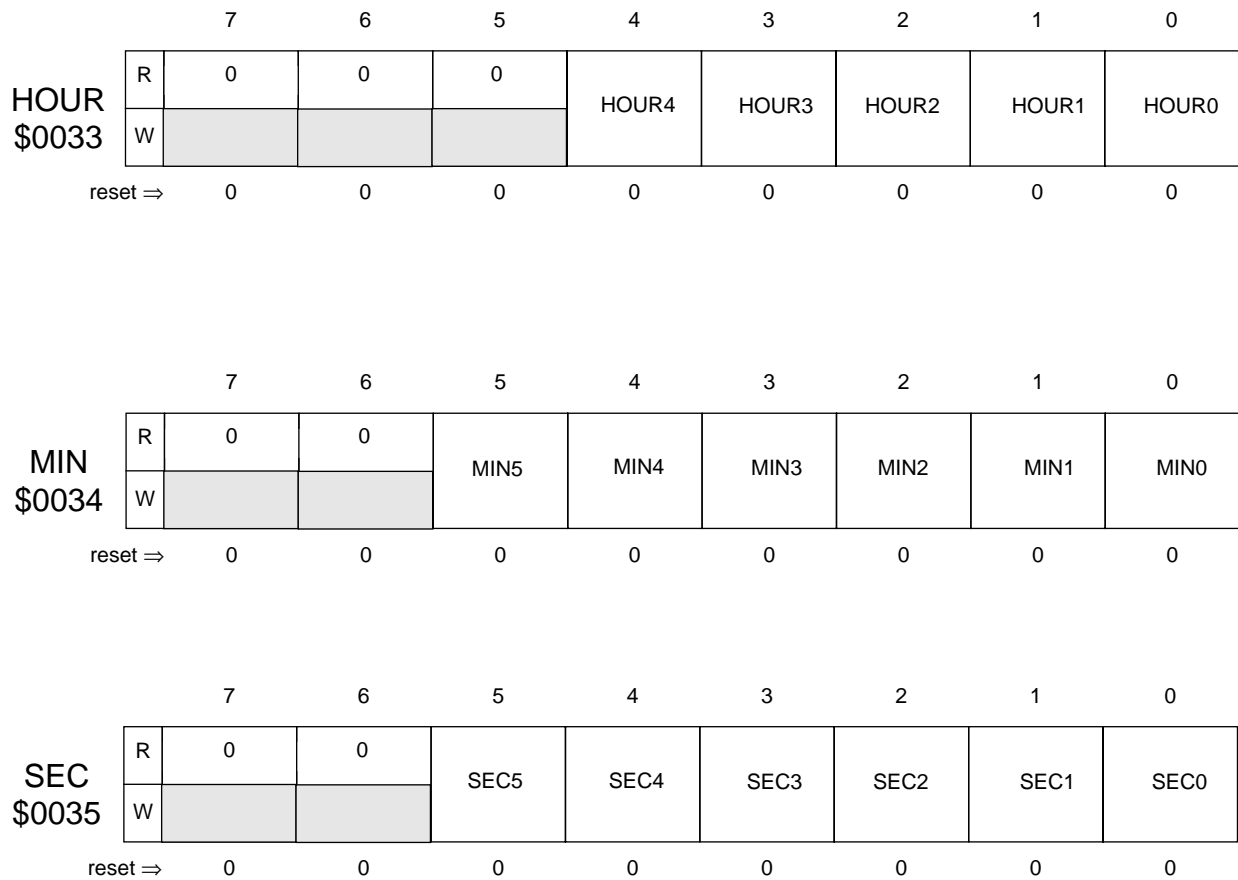 7 6 5 4 3 2 1 0
R 0 0 0
HOUR HOUR4 HOUR3 HOUR2 HOUR1 HOUR0
$0033 W
reset ⇒ 0 0 0 0 0 0 0 0
7 6 5 4 3 2 1 0
R 0 0
MIN MIN5 MIN4 MIN3 MIN2 MIN1 MIN0
$0034 W
reset ⇒ 0 0 0 0 0 0 0 0
7 6 5 4 3 2 1 0
R 0 0
SEC SEC5 SEC4 SEC3 SEC2 SEC1 SEC0
$0035 W
reset ⇒ 0 0 0 0 0 0 0 0